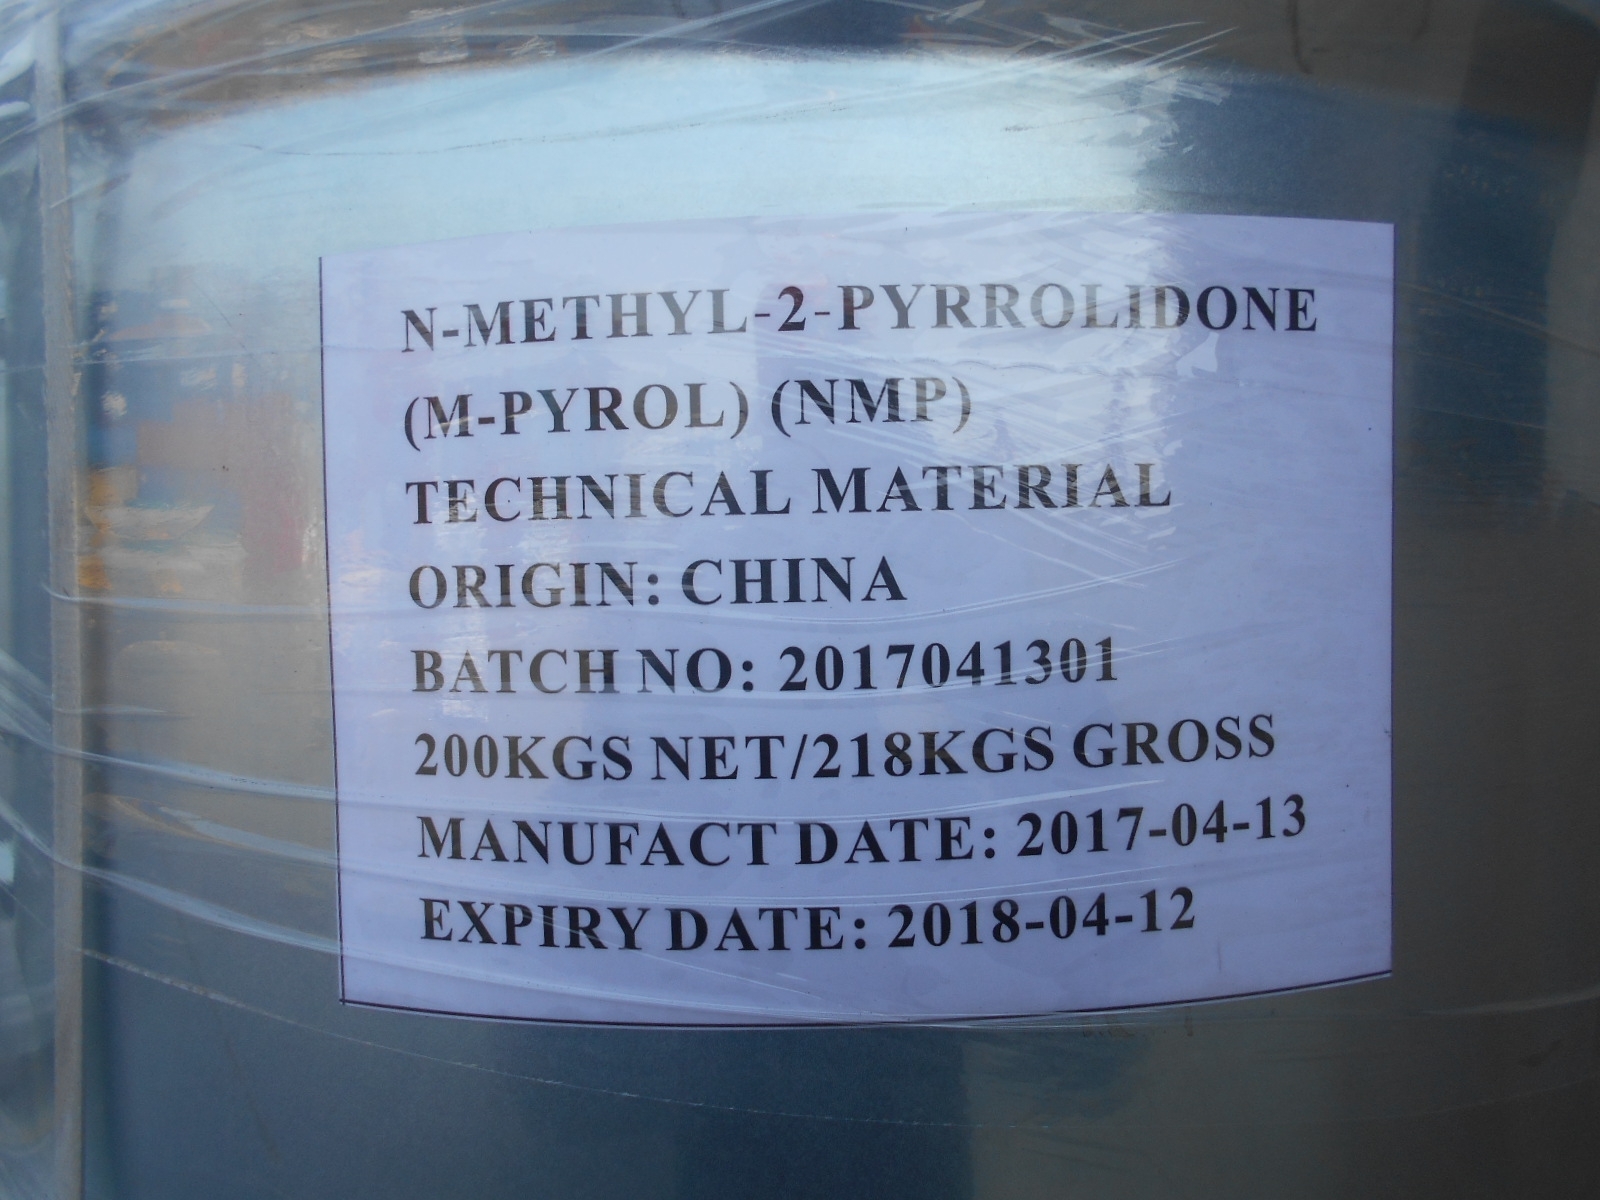 N-METHYL-2-PYRROLIDONE
(M-PYROL) (NMP)
TECHNICAL MATERIAL
ORIGIN: CHINA
BATCH NO: 2017041301
200KGS NET/218KGS GROSS
MANUFACT DATE: 2017-04-13
EXPIRY DATE: 2018-04-12